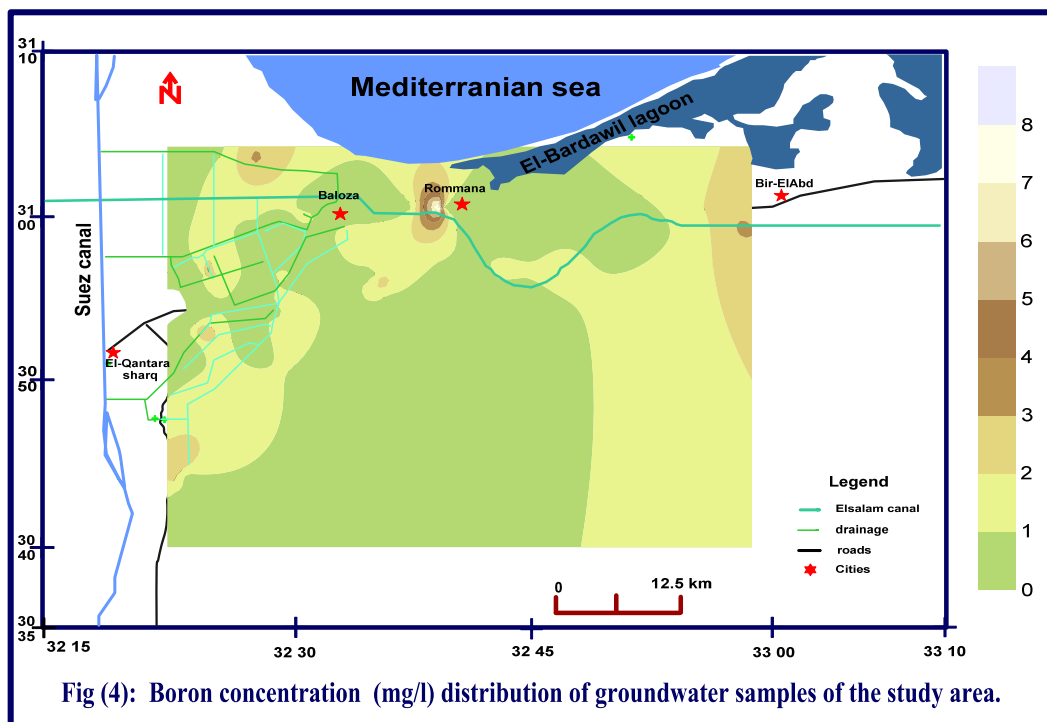 31
10
31
00
30
50
30
40
30
35
32 15
32 30
32 45
33 00
33 10
N
Mediterranian sea
El-Bardawil lagoon
Bir-ElAbd
Rommana
Baloza
Suez canal
El-Qantara
sharq
Legend
Elsalam canal
drainage
roads
Cities
0 12.5 km
8
7
6
5
4
3
2
1
0
Fig (4): Boron concentration (mg/l) distribution of groundwater samples of the study area.